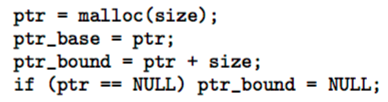 ptr = malloc(size);
ptr_base = ptr;
ptr_bound = ptr + size;
if (ptr == NULL) ptr_bound = NULL;